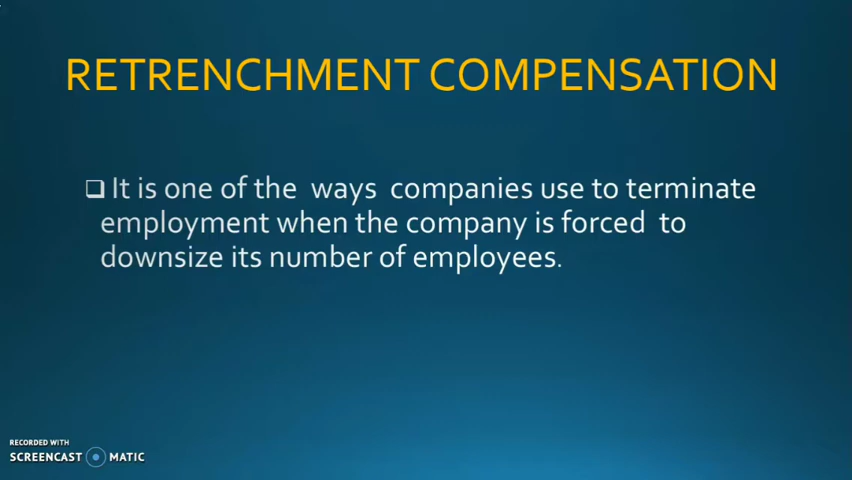 RETRENCHMENT COMPENSATION
It is one of the ways companies use to terminate
employment when the company is forced to
downsize its number of employees.
RECORDED WITH
SCREENCAST MATIC